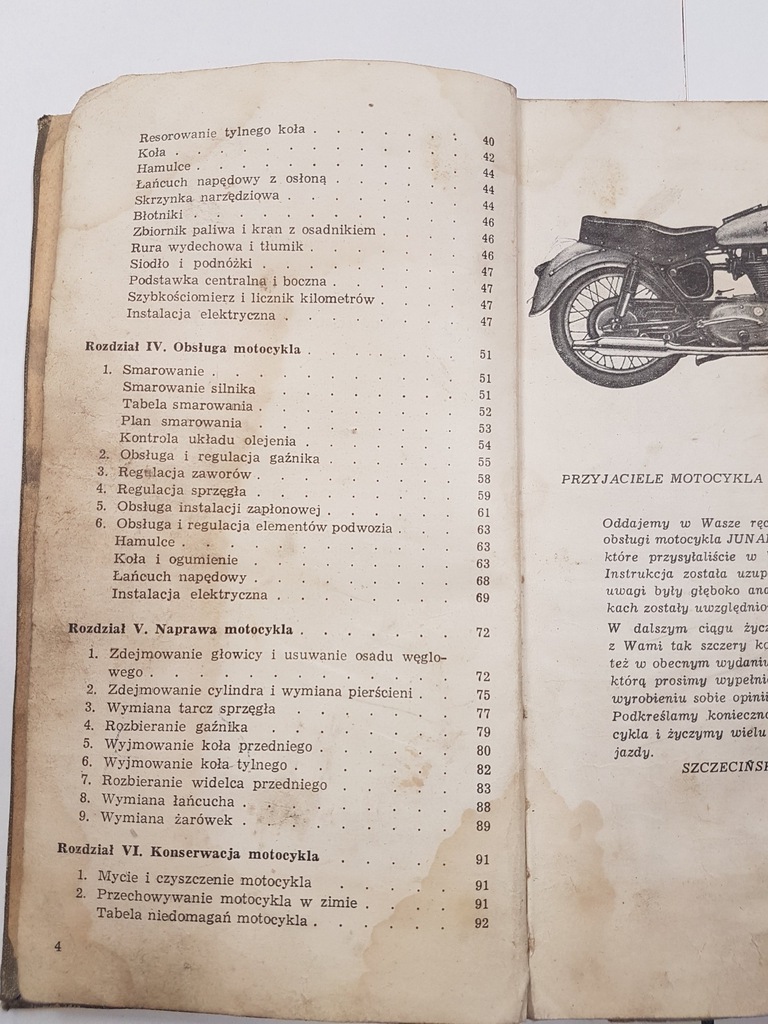 Resorowanie tylnego koła . . . . . . 40
Koła . . . . . . . . . . 42
Hamulce . . . . . . . . . . 44
Łańcuch napędowy z osłoną . . . . . 44
Skrzynka narzędziowa . . . . . . . 44
Błotniki . . . . . . . . . . 46
Zbiornik paliwa i kran z osadnikiem . . . 46
Rura wydechowa i tłumik . . . . . . 46
Siodło i podnóżki . . . . . . . . 47
Podstawka centralna i boczna . . . . . 47
Szybkościomierz i licznik kilometrów . . . 47
Instalacja elektryczna . . . . . . . 47
Rozdział IV. Obsługa motocykla . . . . . . 51
1. Smarowanie . . . . . . . . . 51
Smarowanie silnika . . . . . . . 51
Tabela smarowania . . . . . . . . 52
Plan smarowania . . . . . . . . 53
Kontrola układu olejenia . . . . . . 54
2. Obsługa i regulacja gaźnika . . . . . 55
3. Regulacja zaworów . . . . . . . . 58
4. Regulacja sprzęgła . . . . . . . . 59
5. Obsługa instalacji zapłonowej . . . . . 61
6. Obsługa i regulacja elementów podwozia . . . 63
Hamulce . . . . . . . . . . 63
Koła i ogumienie . . . . . . . . 63
Łańcuch napędowy . . . . . . . . 68
Instalacja elektryczna . . . . . . . 69
Rozdział V. Naprawa motocykla . . . . . . . 72
1. Zdejmowanie głowicy i usuwanie osadu węglo-
wego . . . . . . . . . . . 72
2. Zdejmowanie cylindra i wymiana pierścieni . . 75
3. Wymiana tarcz sprzęgła . . . . . . 77
4. Rozbieranie gaźnika . . . . . . . 79
5. Wyjmowanie koła przedniego . . . . . 80
6. Wyjmowanie koła tylnego . . . . . . 82
7. Rozbieranie widelca przedniego . . . . . 83
8. Wymiana łańcucha . . . . . . . . 88
9. Wymiana żarówek . . . . . . . . 89
Rozdział VI. Konserwacja motocykla . . . . . 91
1. Mycie i czyszczenie motocykla . . . . . 91
2. Przechowywanie motocykla w zimie . . . . 91
Tabela niedomagań motocykla . . . . . . 92
4
PRZYJACIELE MOTOCYKLA
Oddajemy w Wasze
obsługi motocykla
które przysyłaliście w
Instrukcja została
uwagi były głęboko
kach zostały
W dalszym ciągu
z Wami tak szczery
też w obecnym
którą prosimy
wyrobieniu sobie
Podkreślamy
cykla i życzymy wielu
jazdy.